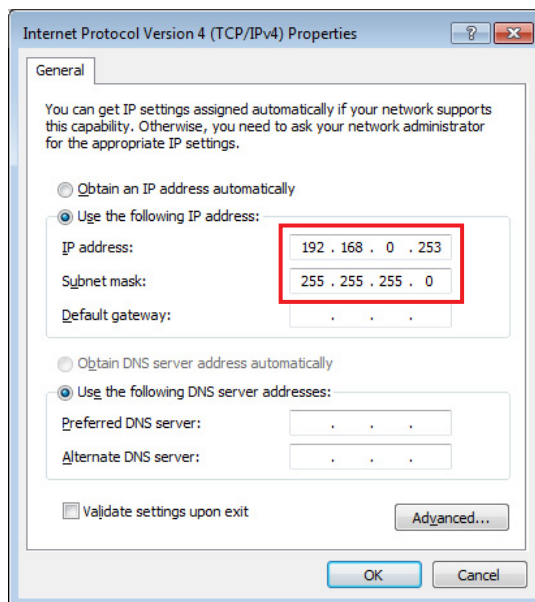 Internet Protocol Version 4 (TCP/IPv4) Properties
?
General
You can get IP settings assigned automatically if your network supports
this capability. Otherwise, you need to ask your network administrator
for the appropriate IP settings.
Obtain an IP address automatically
Use the following IP address:
IP address: 192 . 168 . 0 . 253
Subnet mask: 255 . 255 . 255 . 0
Default gateway: . . .
Obtain DNS server address automatically
Use the following DNS server addresses:
Preferred DNS server: . . .
Alternate DNS server: . . .
Validate settings upon exit
Advanced...
OK Cancel